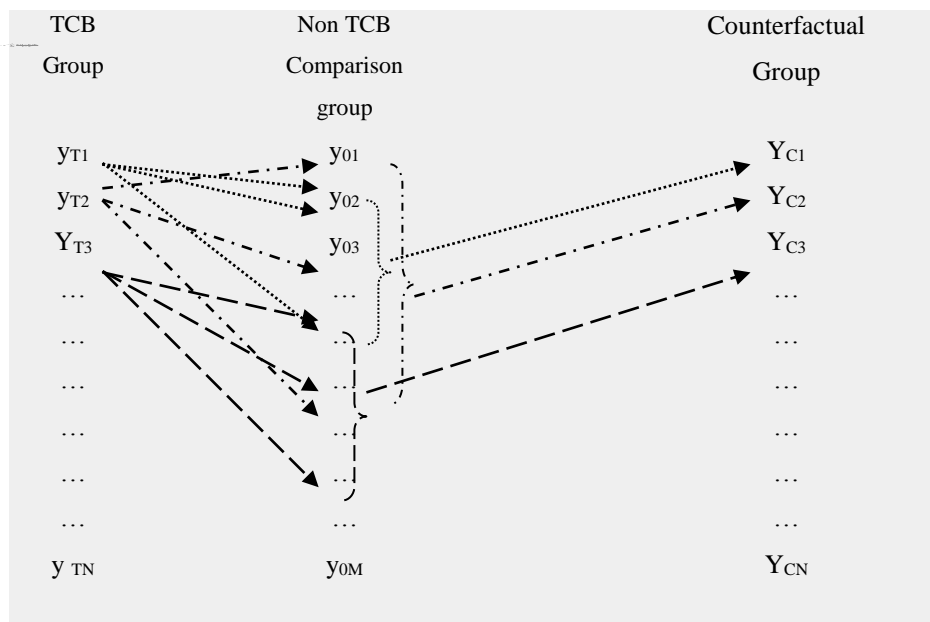 TCB
Group
Non TCB
Comparison
group
Counterfactual
Group
yT1
yT2
YT3
…
…
…
…
…
…
y TN
y01
y02
y03
…
…
…
…
…
…
y0M
YC1
YC2
YC3
…
…
…
…
…
…
YCN